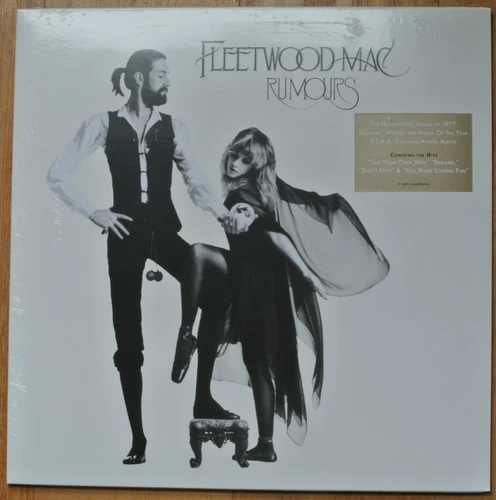 FLEETWOOD MAC
RUMOURS
THE NUMBER ONE ALBUM OF 1977
GRAMMY WINNER FOR ALBUM OF THE YEAR
R.I.A.A. DIAMOND AWARD ALBUM
CONTAINS THE HITS
"GO YOUR OWN WAY," "DREAMS,"
"DON'T STOP" & "YOU MAKE LOVING FUN"